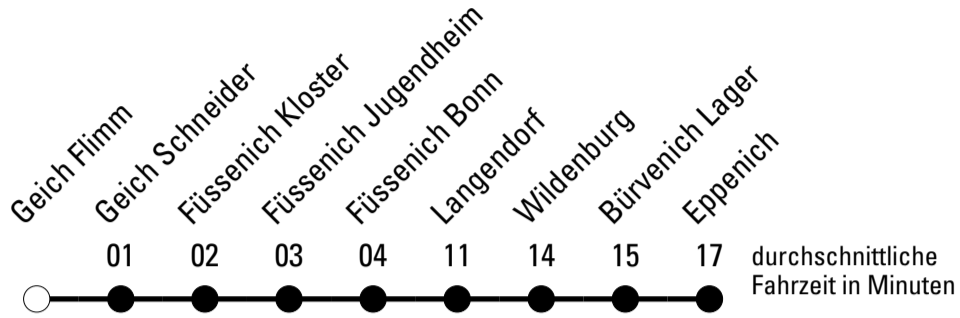 Geich Flimm
Geich Schneider
Füssenich Kloster
Füssenich Jugendheim
Füssenich Bonn
Langendorf
Wildenburg
Bürvenich Lager
Eppenich
01 02 03 04 11 14 15 17
durchschnittliche
Fahrzeit in Minuten